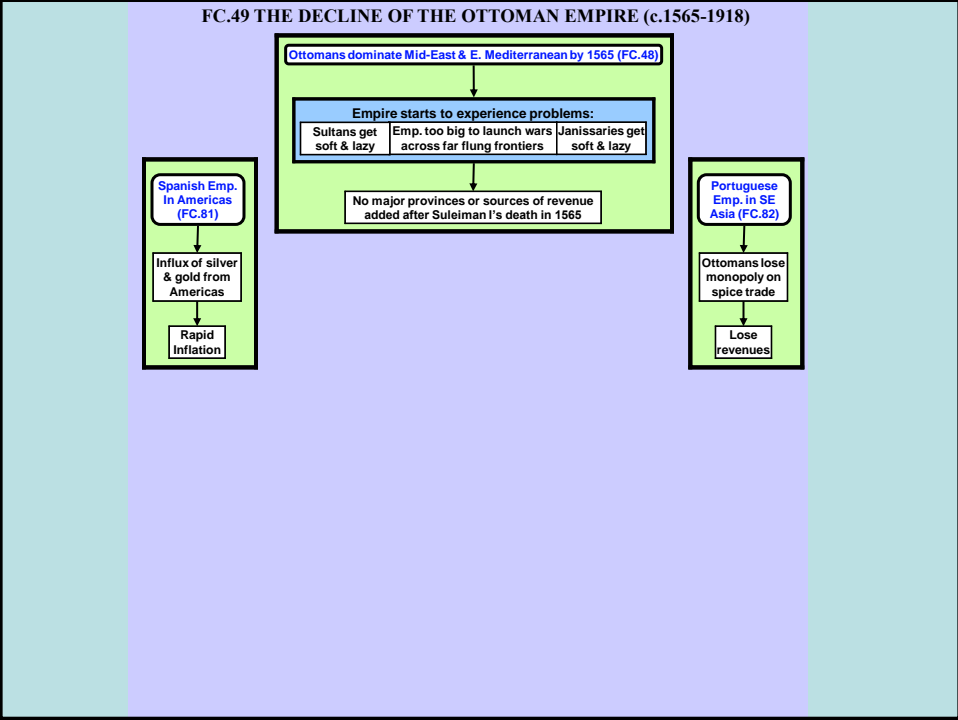 FC.49 THE DECLINE OF THE OTTOMAN EMPIRE (c.1565-1918)
Ottomans dominate Mid-East & E. Mediterranean by 1565 (FC.48)
Empire starts to experience problems:
Sultans get
soft & lazy
Emp. too big to launch wars
across far flung frontiers
Janissaries get
soft & lazy
No major provinces or sources of revenue
added after Suleiman I's death in 1565
Spanish Emp.
In Americas
(FC.81)
Influx of silver
& gold from
Americas
Rapid
Inflation
Portuguese
Emp. in SE
Asia (FC.82)
Ottomans lose
monopoly on
spice trade
Lose
revenues